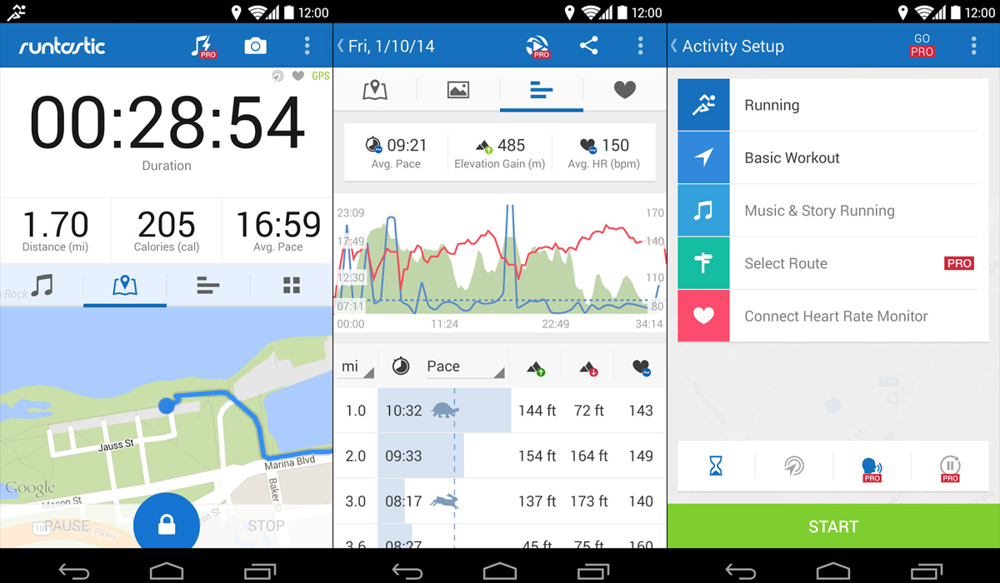 12:00
runtastic
PRO
GPS
00:28:54
Duration
1.70
Distance (mi)
205
Calories (cal)
16:59
Avg. Pace
Rock
Jauss St
Marina Blvd
Baker St
Google
Mason St
on St
PAUSE
Pkwy
STOP
12:00
Fri, 1/10/14
PRO
09:21
Avg. Pace
485
Elevation Gain (m)
150
Avg. HR (bpm)
23:09
17:49
12:30
07:11
170
140
110
80
00:00 11:24 22:49 34:14
mi Pace
1.0 10:32 144 ft 72 ft 143
2.0 09:33 154 ft 164 ft 149
3.0 08:17 137 ft 173 ft 140
3.6 08:27 45 ft 75 ft 160
12:00
Activity Setup
GO
PRO
Running
Basic Workout
Music & Story Running
Select Route
PRO
Connect Heart Rate Monitor
PRO
PRO
START